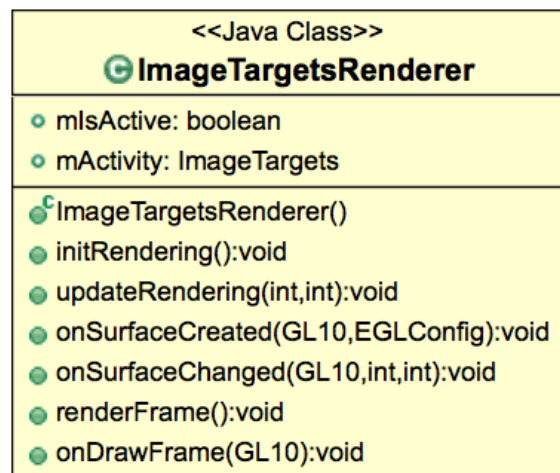 <<Java Class>>
C ImageTargetsRenderer
mIsActive: boolean
mActivity: ImageTargets
C ImageTargetsRenderer()
initRendering():void
updateRendering(int,int):void
onSurfaceCreated(GL10,EGLConfig):void
onSurfaceChanged(GL10,int,int):void
renderFrame():void
onDrawFrame(GL10):void